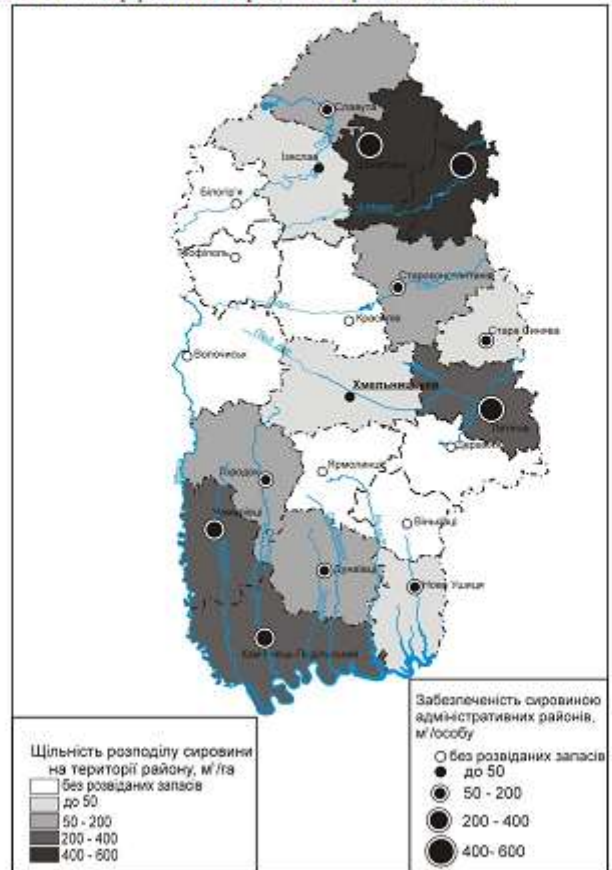 Славута
Ізяслав
Білогір'я
Теофіполь
Старокостянтинів
Красилів
Стара Синява
Волочиськ
Хмельницький
Летичів
Деражня
Ярмолинці
Городок
Віньківці
Чемерівці
Дунаївці
Нова Ушиця
Кам'янець-Подільський
Забезпеченість сировиною
адміністративних районів,
м³/особу
без розвіданих запасів
до 50
50 - 200
200 - 400
400- 600
Щільність розподілу сировини
на території району, м³/га
без розвіданих запасів
до 50
50 - 200
200 - 400
400 - 600